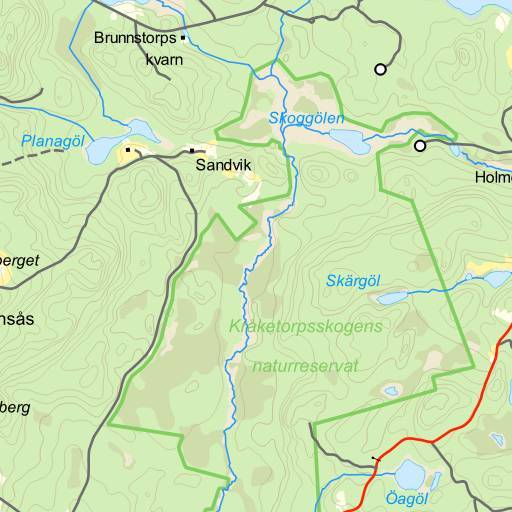 Brunnstorps
kvarn
Skoggölen
Planagöl
Sandvik
Holm
berget
Skärgöl
nsås
Kråketorpsskogens
naturreservat
berg
Öagöl